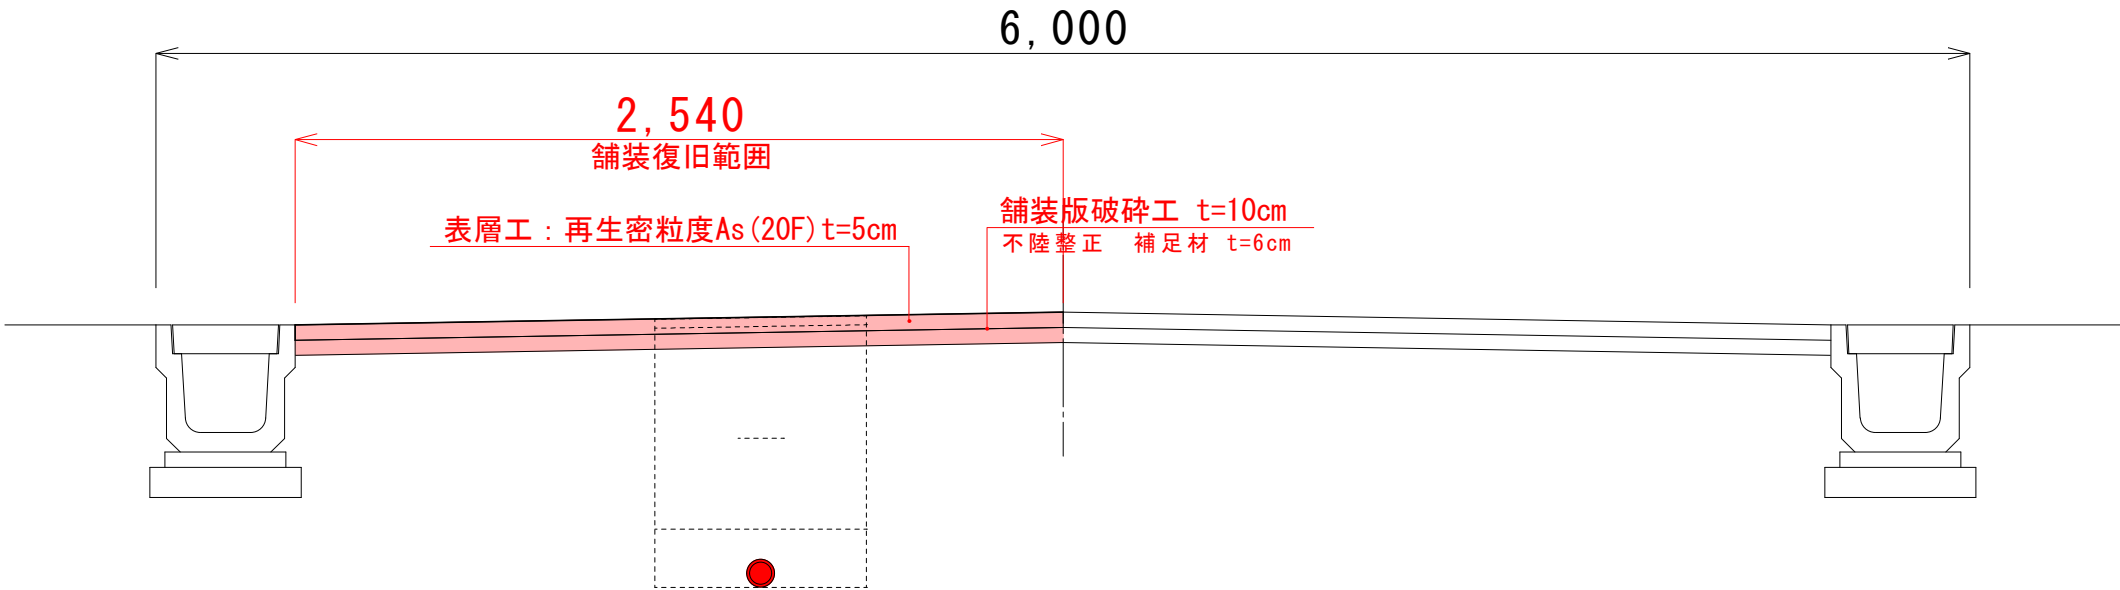 6,000
2,540
舗装復旧範囲
表層工：再生密粒度As(20F)t=5cm
舗装版破砕工 t=10cm
不陸整正　補足材 t=6cm